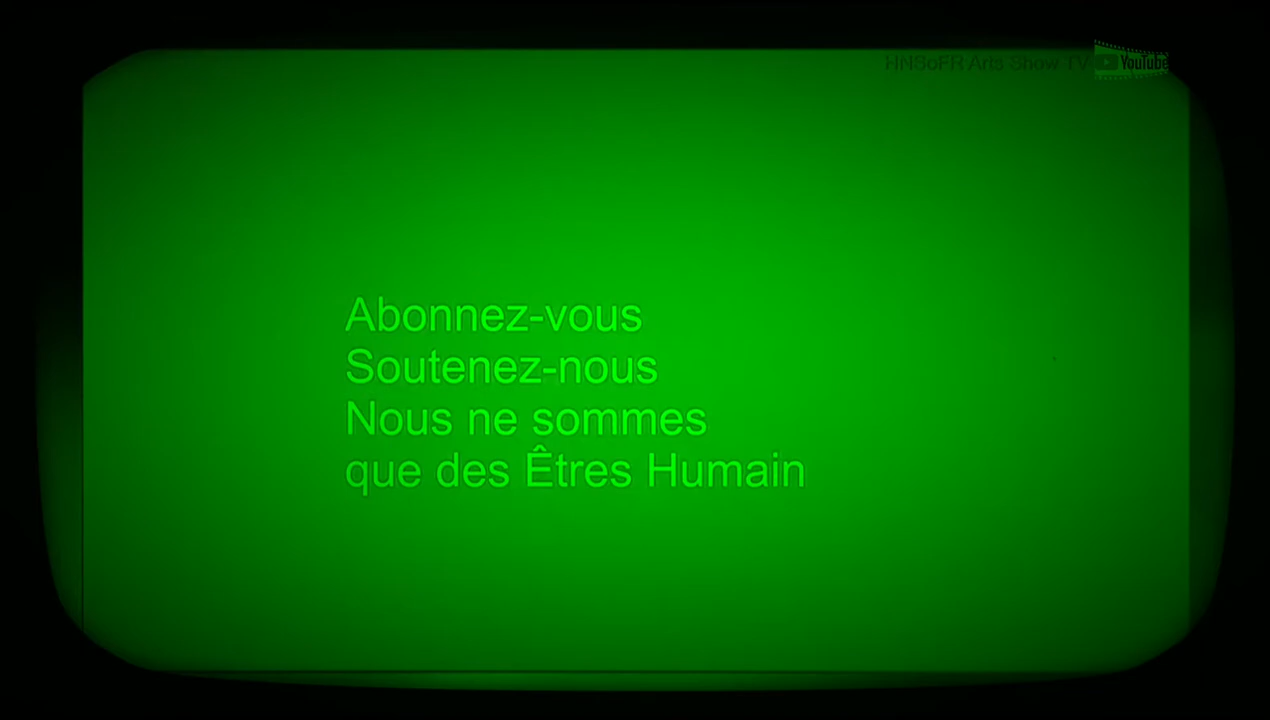 HNSoFR Arts Show TV YouTube
Abonnez-vous
Soutenez-nous
Nous ne sommes
que des Êtres Humain